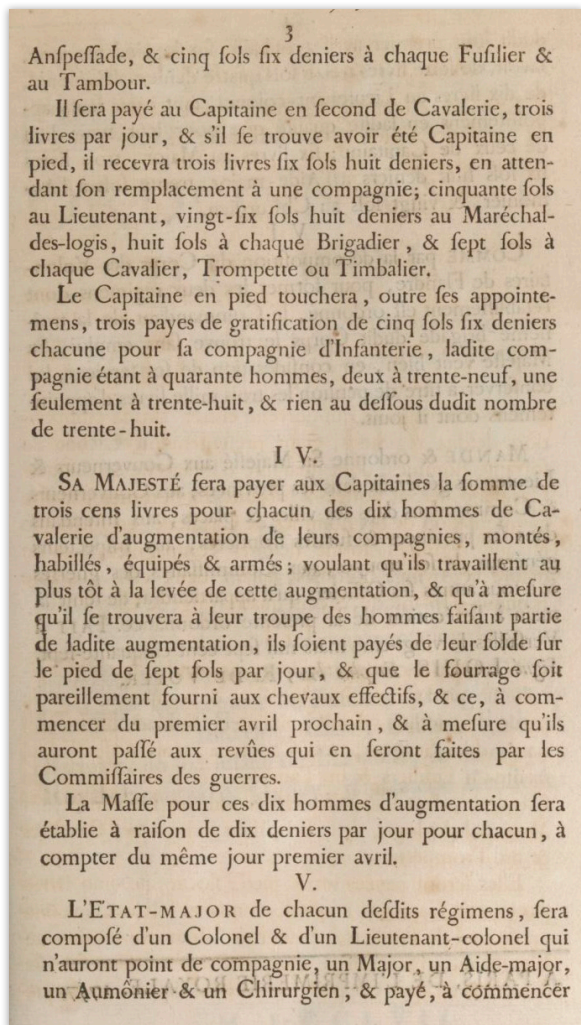 3
Anſpeſſade, & cinq ſols ſix deniers à chaque Fuſilier &
au Tambour.
Il ſera payé au Capitaine en ſecond de Cavalerie, trois
livres par jour, & s'il ſe trouve avoir été Capitaine en
pied, il recevra trois livres ſix ſols huit deniers, en atten-
dant ſon remplacement à une compagnie; cinquante ſols
au Lieutenant, vingt-ſix ſols huit deniers au Maréchal-
des-logis, huit ſols à chaque Brigadier, & ſept ſols à
chaque Cavalier, Trompette ou Timbalier.
Le Capitaine en pied touchera, outre ſes appointe-
mens, trois payes de gratification de cinq ſols ſix deniers
chacune pour ſa compagnie d'Infanterie, ladite com-
pagnie étant à quarante hommes, deux à trente-neuf, une
ſeulement à trente-huit, & rien au deſſous dudit nombre
de trente-huit.
I V.
SA MAJESTÉ ſera payer aux Capitaines la ſomme de
trois cens livres pour chacun des dix hommes de Ca-
valerie d'augmentation de leurs compagnies, montés,
habillés, équipés & armés; voulant qu'ils travaillent au
plus tôt à la levée de cette augmentation, & qu'à meſure
qu'il ſe trouvera à leur troupe des hommes faiſant partie
de ladite augmentation, ils ſoient payés de leur ſolde ſur
le pied de ſept ſols par jour, & que le fourrage ſoit
pareillement fourni aux chevaux effectifs, & ce, à com-
mencer du premier avril prochain, & à meſure qu'ils
auront paſſé aux revûes qui en ſeront faites par les
Commiſſaires des guerres.
La Maſſe pour ces dix hommes d'augmentation ſera
établie à raiſon de dix deniers par jour pour chacun, à
compter du même jour premier avril.
V.
L'ETAT-MAJOR de chacun deſdits régimens, ſera
compoſé d'un Colonel & d'un Lieutenant-colonel qui
n'auront point de compagnie, un Major, un Aide-major,
un Aumônier & un Chirurgien, & payé, à commencer